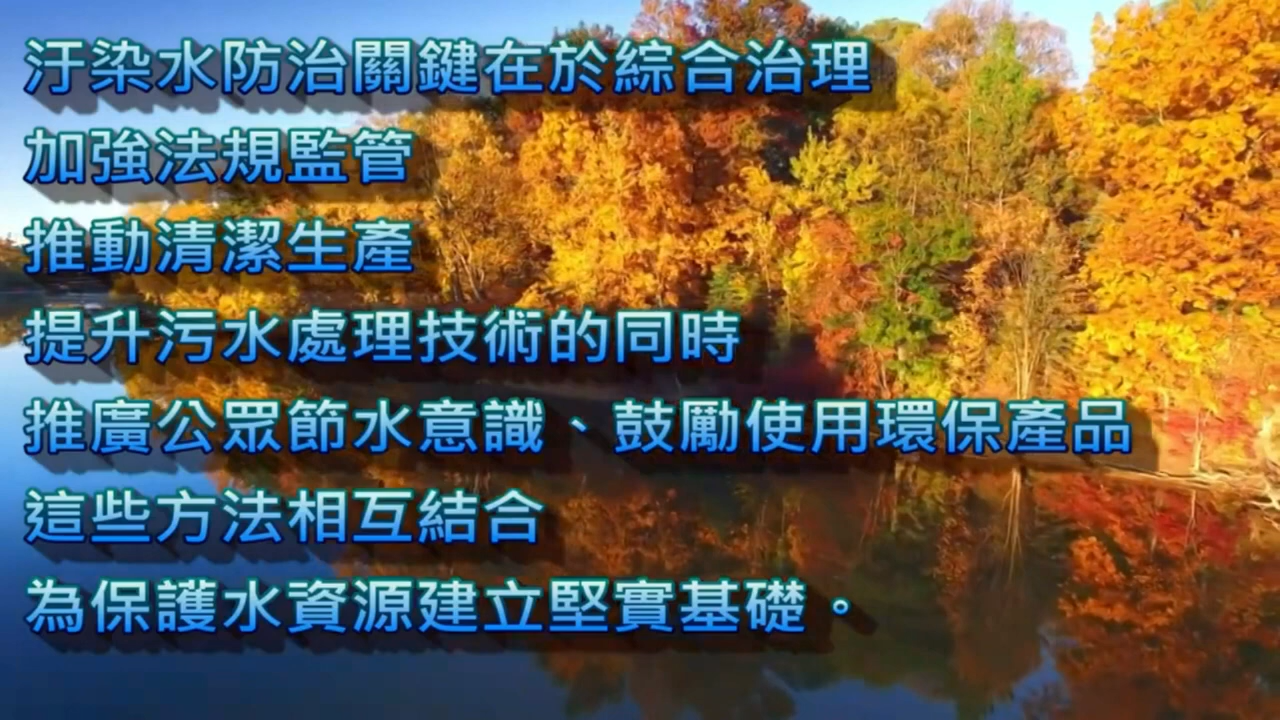 汙染水防治關鍵在於綜合治理
加強法規監管
推動清潔生產
提升污水處理技術的同時
推廣公眾節水意識、鼓勵使用環保產品
這些方法相互結合
為保護水資源建立堅實基礎。